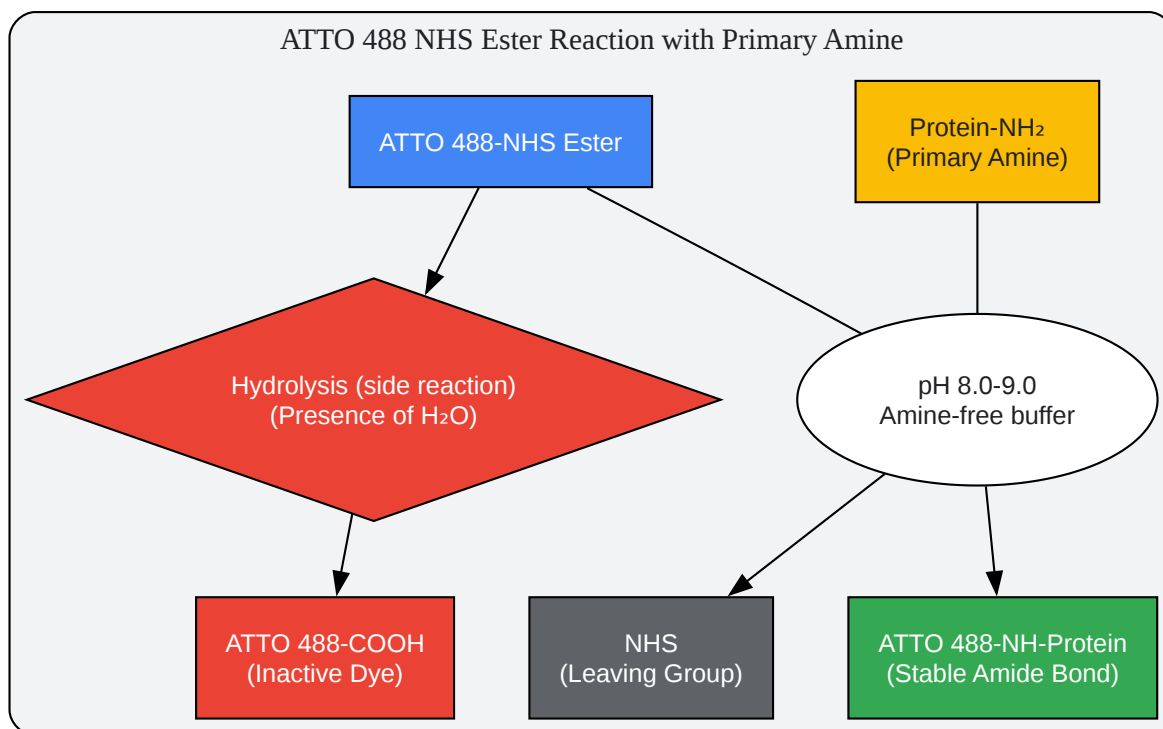 ATTO 488 NHS Ester Reaction with Primary Amine
ATTO 488-NHS Ester
Protein-NH₂
(Primary Amine)
Hydrolysis (side reaction)
(Presence of H₂O)
pH 8.0-9.0
Amine-free buffer
ATTO 488-COOH
(Inactive Dye)
NHS
(Leaving Group)
ATTO 488-NH-Protein
(Stable Amide Bond)